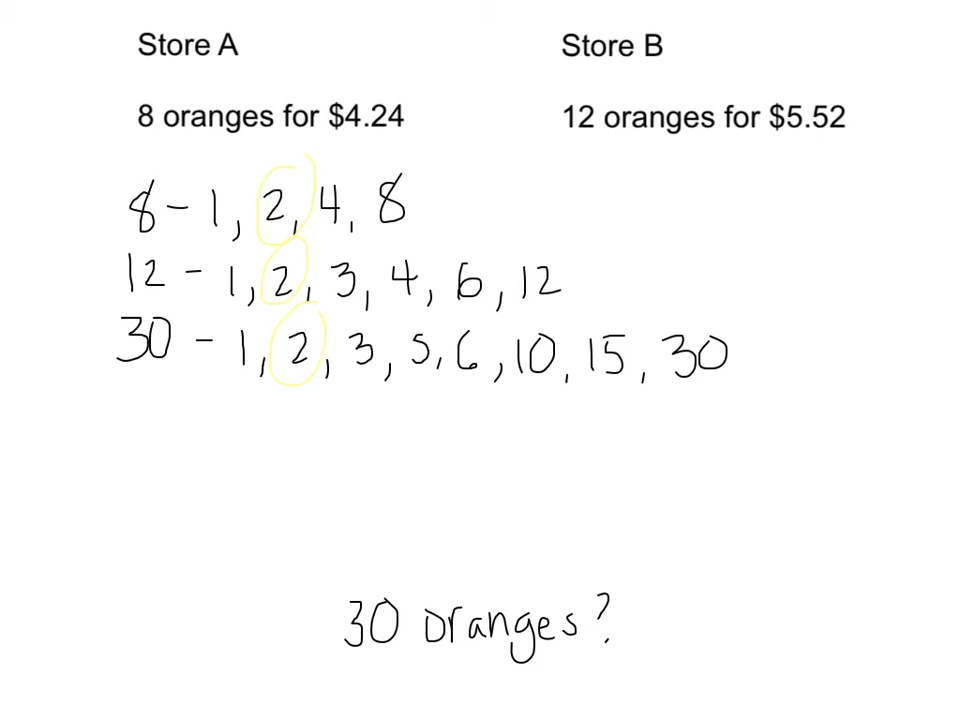 Store A
Store B
8 oranges for $4.24
12 oranges for $5.52
8 - 1, 2, 4, 8
12 - 1, 2, 3, 4, 6, 12
30 - 1, 2, 3, 5, 6, 10, 15, 30
30 oranges?